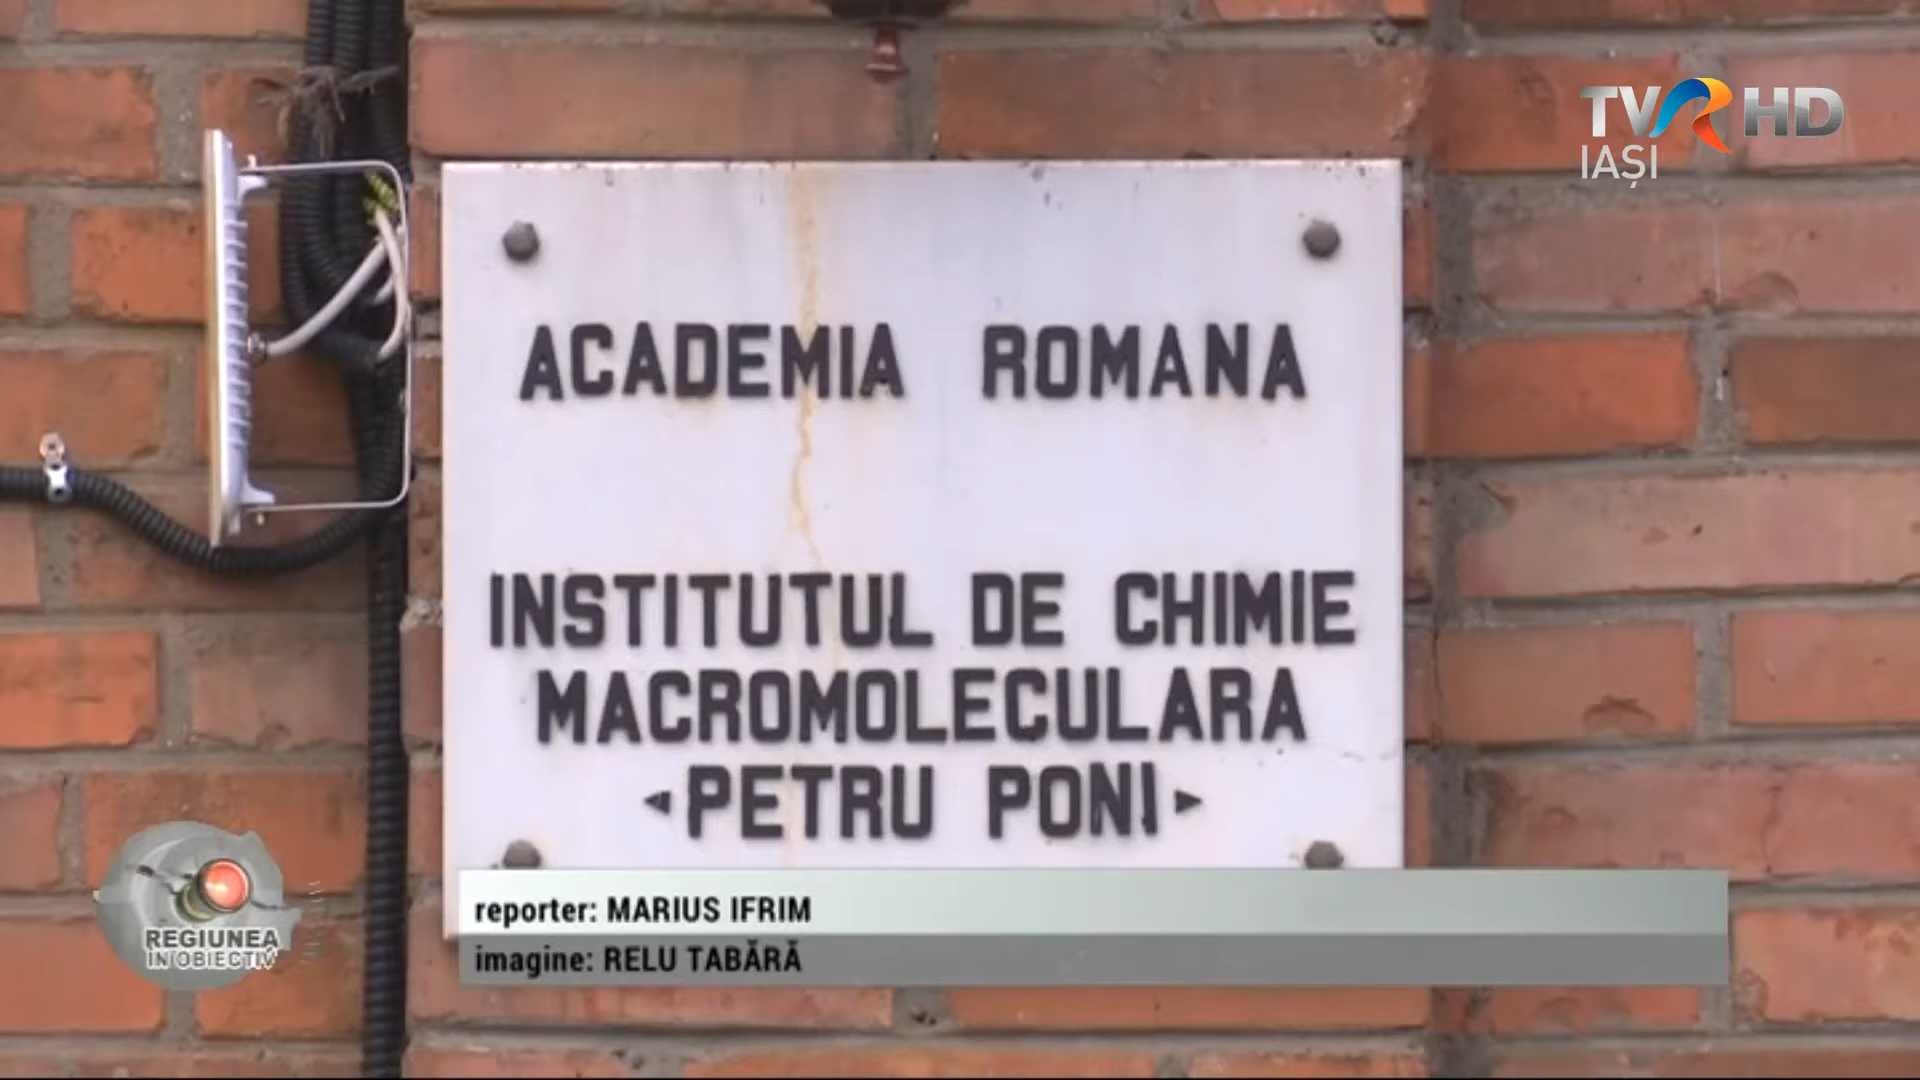 TVR HD
IAȘI
ACADEMIA ROMANA
INSTITUTUL DE CHIMIE
MACROMOLECULARA
◄PETRU PONI►
reporter: MARIUS IFRIM
imagine: RELU TABĂRĂ
REGIUNEA
IN OBIECTIV